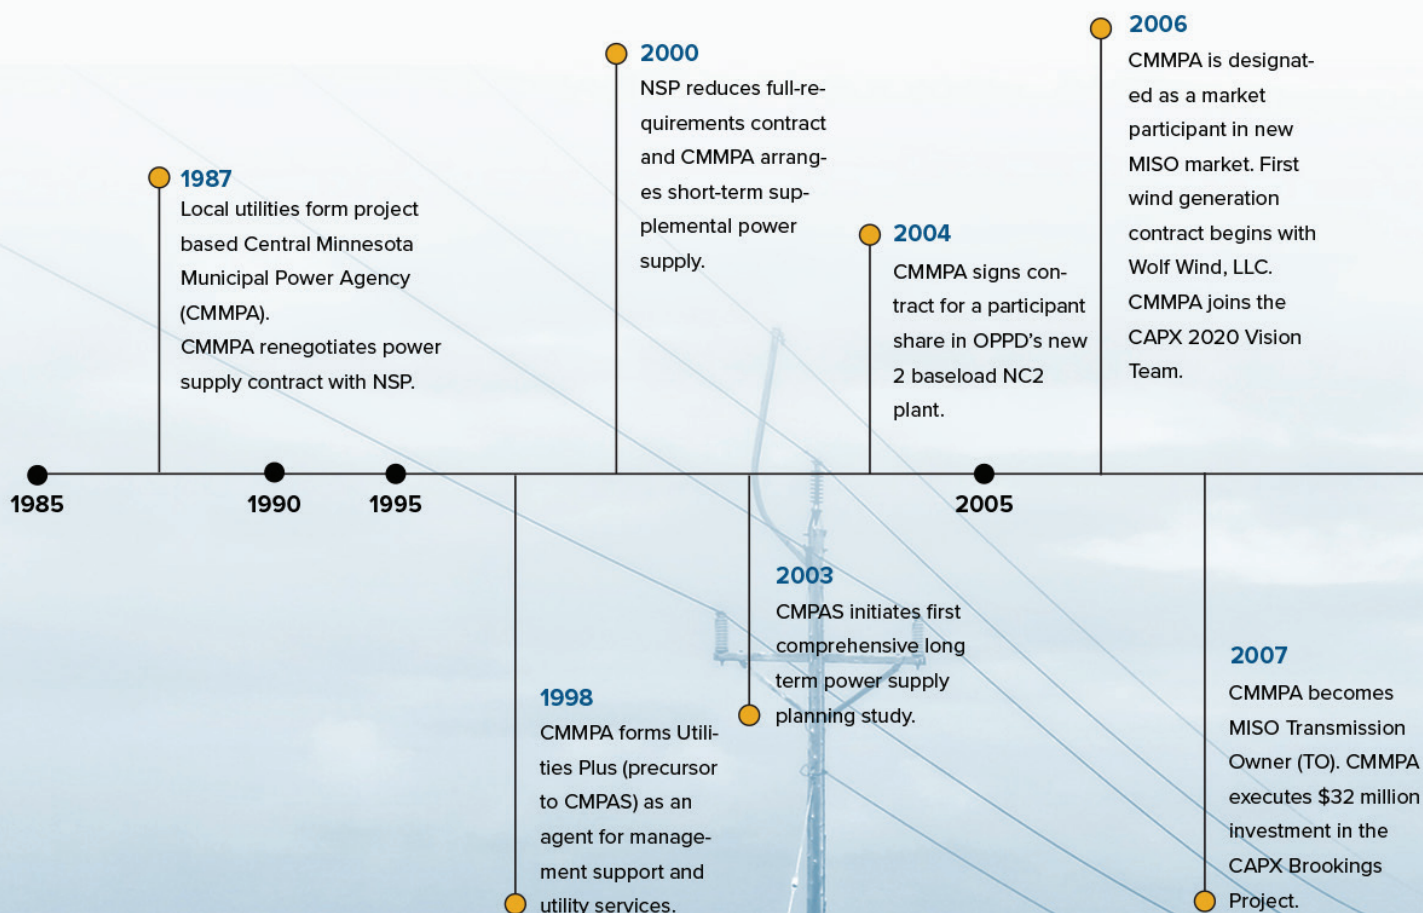 1987
Local utilities form project
based Central Minnesota
Municipal Power Agency
(CMMPA).
CMMPA renegotiates power
supply contract with NSP.
2000
NSP reduces full-re-
quirements contract
and CMMPA arrang-
es short-term sup-
plemental power
supply.
2004
CMMPA signs con-
tract for a participant
share in OPPD's new
2 baseload NC2
plant.
2006
CMMPA is designat-
ed as a market
participant in new
MISO market. First
wind generation
contract begins with
Wolf Wind, LLC.
CMMPA joins the
CAPX 2020 Vision
Team.
1985
1990
1995
2005
1998
CMMPA forms Utili-
ties Plus (precursor
to CMPAS) as an
agent for manage-
ment support and
utility services.
2003
CMPAS initiates first
comprehensive long
term power supply
planning study.
2007
CMMPA becomes
MISO Transmission
Owner (TO). CMMPA
executes $32 million
investment in the
CAPX Brookings
Project.